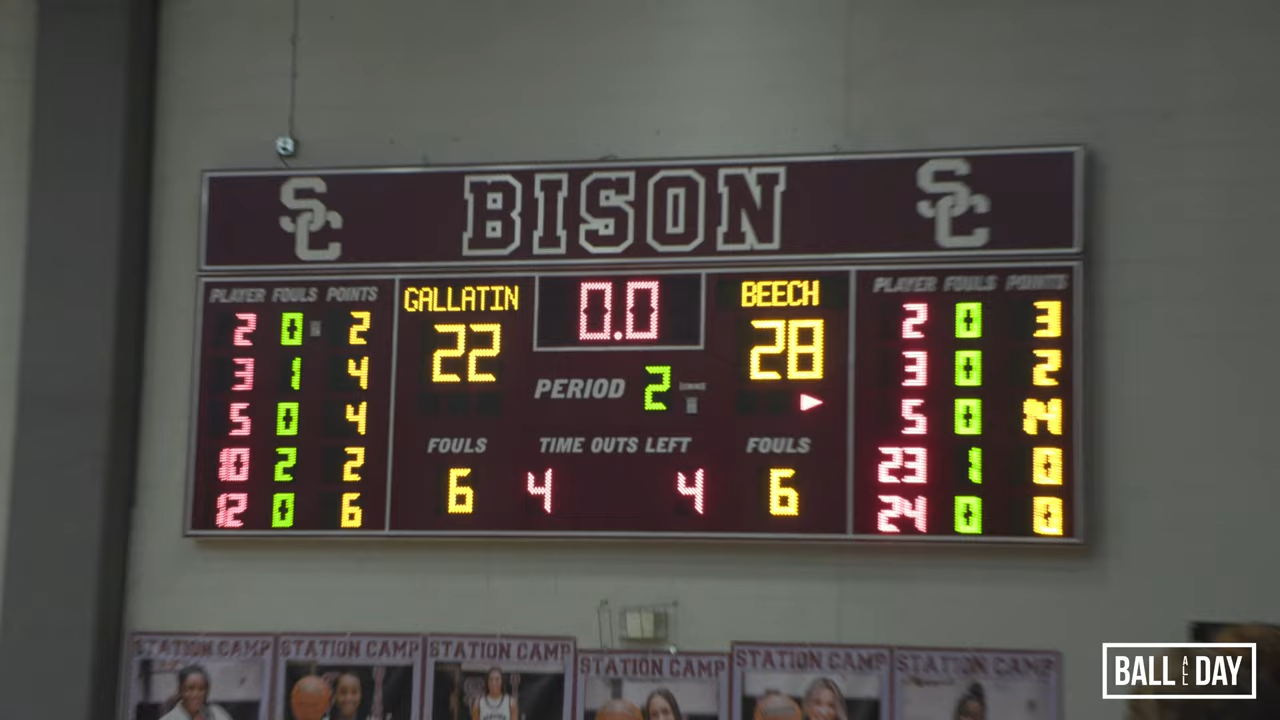 SC BISON SC
PLAYER FOULS POINTS
2 0 2
3 1 4
5 0 4
10 2 2
12 0 6
GALLATIN
22
0.0
BEECH
28
PERIOD 2
FOULS TIME OUTS LEFT FOULS
6 4 4 6
PLAYER FOULS POINTS
2 0 3
3 0 2
5 0 14
23 1 0
24 0 0
STATION CAMP STATION CAMP STATION CAMP STATION CAMP STATION CAMP STATION CAMP
BALL ALL DAY